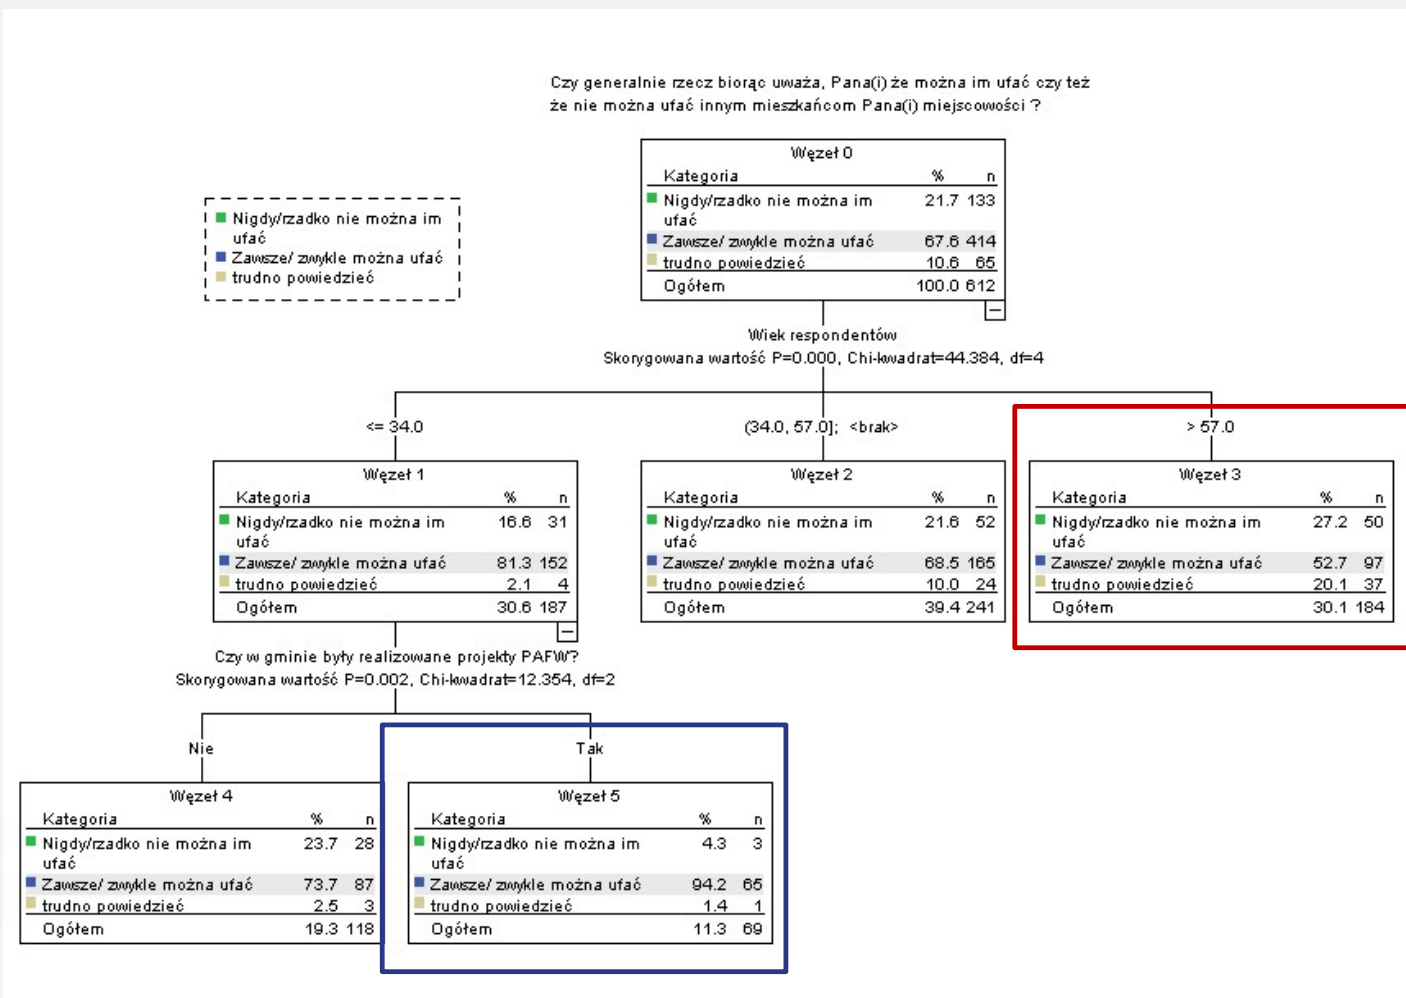 Czy generalnie rzecz biorąc uważa, Pana(i) że można im ufać czy też
że nie można ufać innym mieszkańcom Pana(i) miejscowości ?
Węzeł 0
Kategoria % n
Nigdy/rzadko nie można im
ufać 21.7 133
Zawsze/ zwykle można ufać 67.6 414
trudno powiedzieć 10.6 65
Ogółem 100.0 612
Nigdy/rzadko nie można im
ufać
Zawsze/ zwykle można ufać
trudno powiedzieć
Wiek respondentów
Skorygowana wartość P=0.000, Chi-kwadrat=44.384, df=4
<= 34.0
(34.0, 57.0]; <brak>
> 57.0
Węzeł 1
Kategoria % n
Nigdy/rzadko nie można im
ufać 16.6 31
Zawsze/ zwykle można ufać 81.3 152
trudno powiedzieć 2.1 4
Ogółem 30.6 187
Węzeł 2
Kategoria % n
Nigdy/rzadko nie można im
ufać 21.6 52
Zawsze/ zwykle można ufać 68.5 165
trudno powiedzieć 10.0 24
Ogółem 39.4 241
Węzeł 3
Kategoria % n
Nigdy/rzadko nie można im
ufać 27.2 50
Zawsze/ zwykle można ufać 52.7 97
trudno powiedzieć 20.1 37
Ogółem 30.1 184
Czy w gminie były realizowane projekty PAFW?
Skorygowana wartość P=0.002, Chi-kwadrat=12.354, df=2
Nie
Tak
Węzeł 4
Kategoria % n
Nigdy/rzadko nie można im
ufać 23.7 28
Zawsze/ zwykle można ufać 73.7 87
trudno powiedzieć 2.5 3
Ogółem 19.3 118
Węzeł 5
Kategoria % n
Nigdy/rzadko nie można im
ufać 4.3 3
Zawsze/ zwykle można ufać 94.2 65
trudno powiedzieć 1.4 1
Ogółem 11.3 69